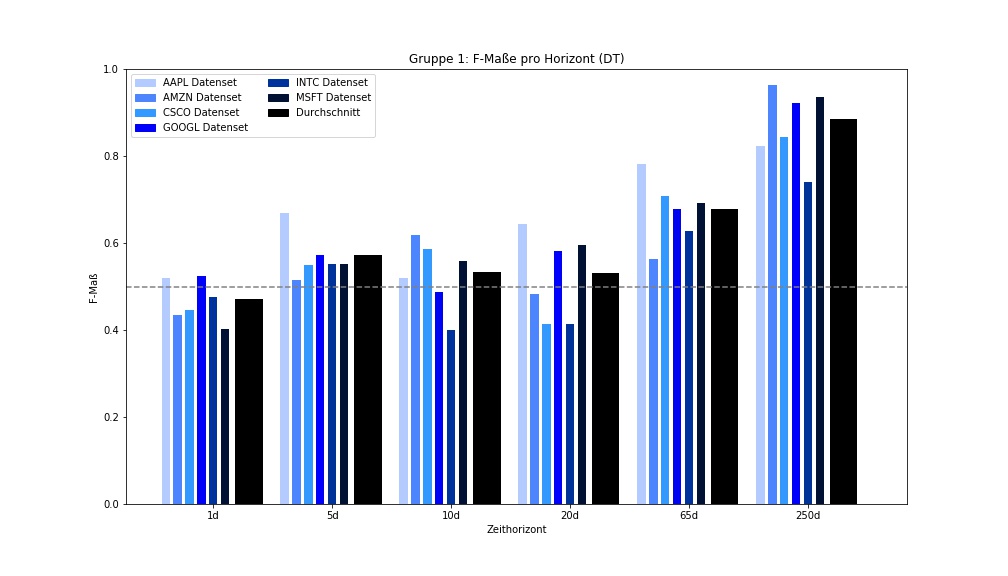 Gruppe 1: F-Maße pro Horizont (DT)
AAPL Datenset
AMZN Datenset
CSCO Datenset
GOOGL Datenset
INTC Datenset
MSFT Datenset
Durchschnitt
1.0
0.8
0.6
0.4
0.2
0.0
F-Maß
1d 5d 10d 20d 65d 250d
Zeithorizont